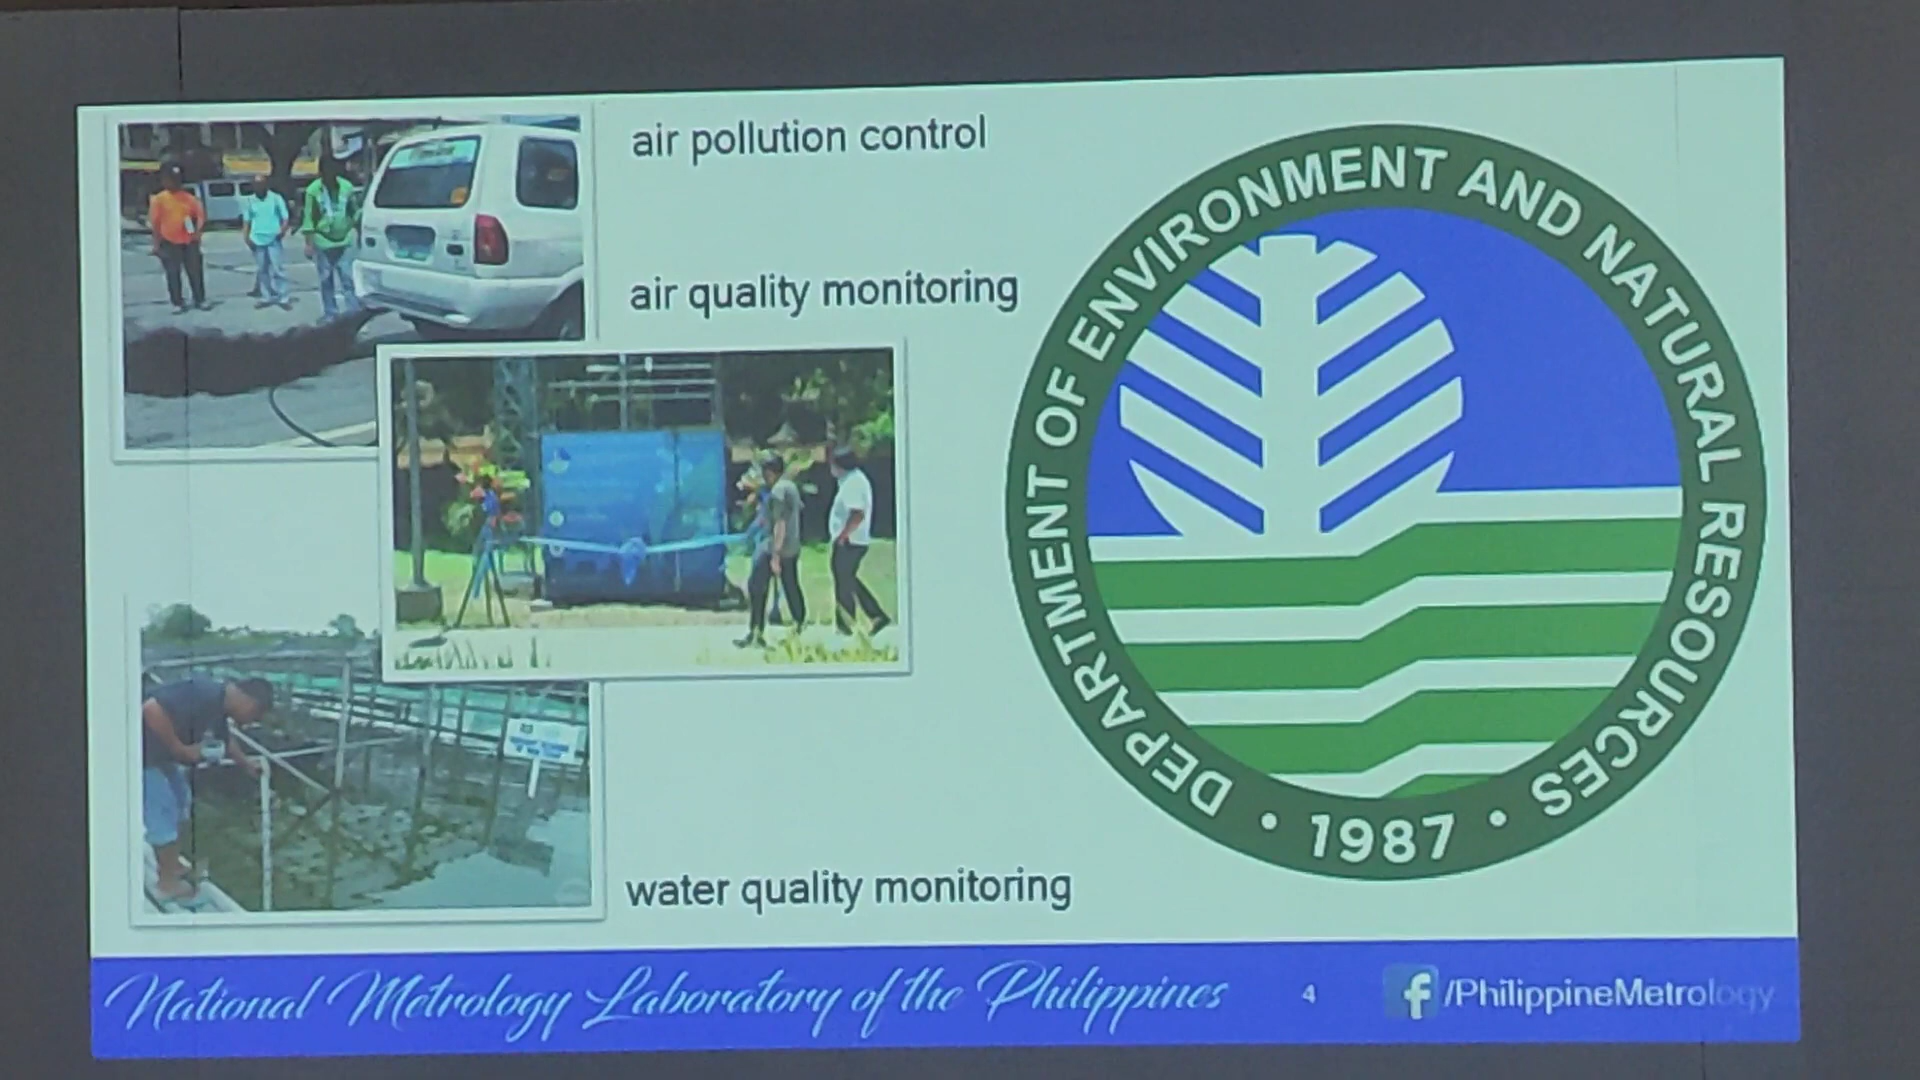 air pollution control
air quality monitoring
water quality monitoring
DEPARTMENT OF ENVIRONMENT AND NATURAL RESOURCES
• 1987 •
National Metrology Laboratory of the Philippines
4
f/PhilippineMetrology